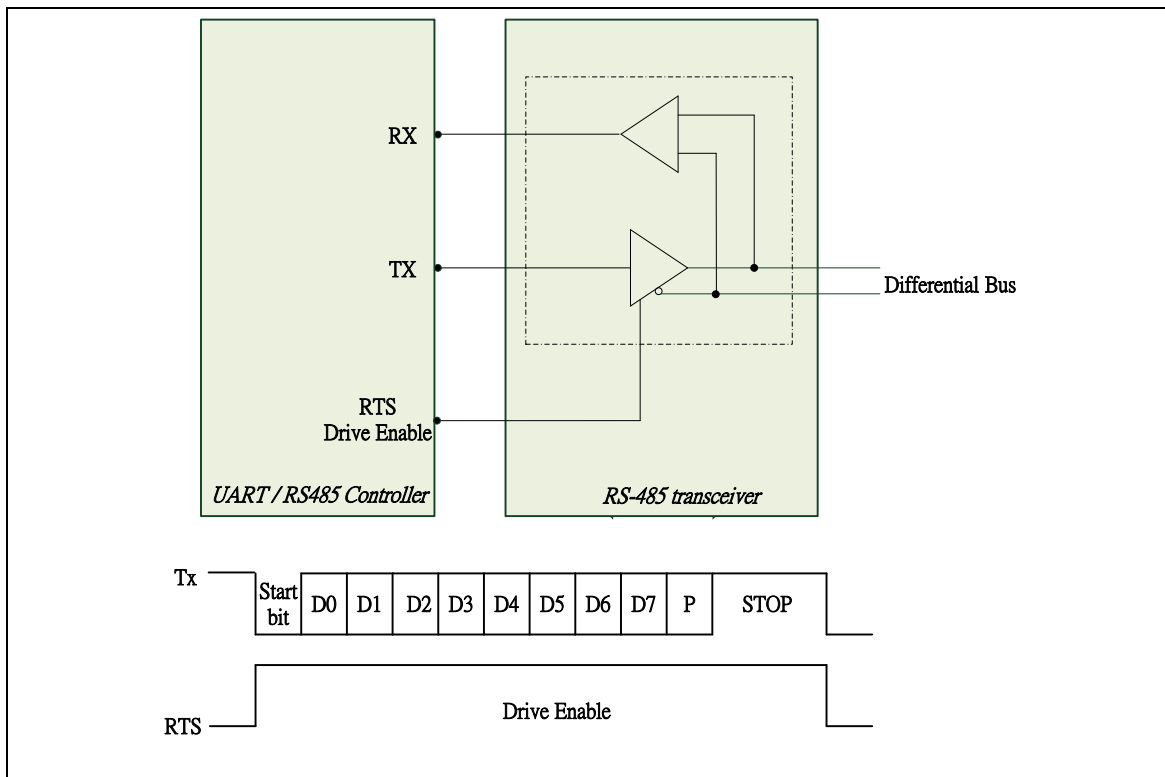 RX
TX
Differential Bus
RTS
Drive Enable
UART / RS485 Controller
RS-485 transceiver
Tx
Start
bit
D0 D1 D2 D3 D4 D5 D6 D7 P STOP
RTS
Drive Enable